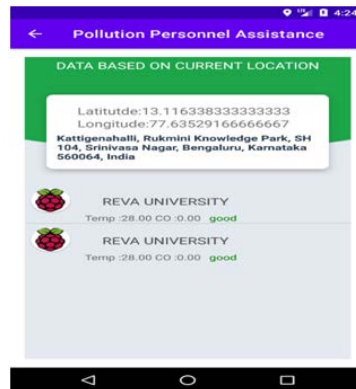 4:24
Pollution Personnel Assistance
DATA BASED ON CURRENT LOCATION
Latitutde:13.116338333333333
Longitude:77.63529166666667
Kattigenahalli, Rukmini Knowledge Park, SH
104, Srinivasa Nagar, Bengaluru, Karnataka
560064, India
REVA UNIVERSITY
Temp :28.00 CO :0.00 good
REVA UNIVERSITY
Temp :28.00 CO :0.00 good